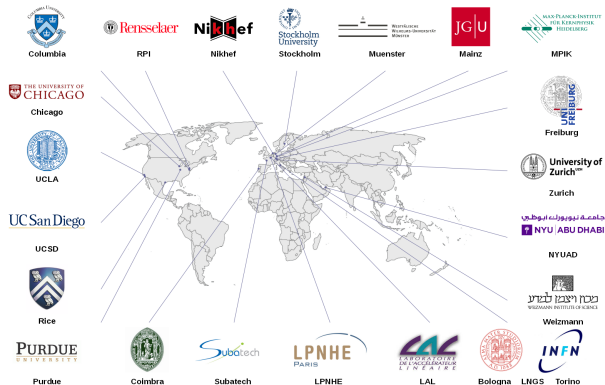 Rensselaer
Nikhef
Stockholm
University
WESTFÄLISCHE
WILHELMS-UNIVERSITÄT
MÜNSTER
JG|U
MAX-PLANCK-INSTITUT
FÜR KERNPHYSIK
HEIDELBERG
Columbia
RPI
Nikhef
Stockholm
Muenster
Mainz
MPIK
THE UNIVERSITY OF
CHICAGO
Chicago
UNI
FREIBURG
Freiburg
UCLA
University of
Zurich UZH
Zurich
UC San Diego
UCSD
جامعة نيويورك أبوظبي
NYU ABU DHABI
NYUAD
Rice
מכון ויצמן למדע
WEIZMANN INSTITUTE OF SCIENCE
Weizmann
PURDUE
UNIVERSITY
Subatech
LPNHE
PARIS
LAL
LABORATOIRE
DE L'ACCÉLÉRATEUR
LINÉAIRE
INFN
Purdue
Coimbra
Subatech
LPNHE
LAL
Bologna
LNGS
Torino